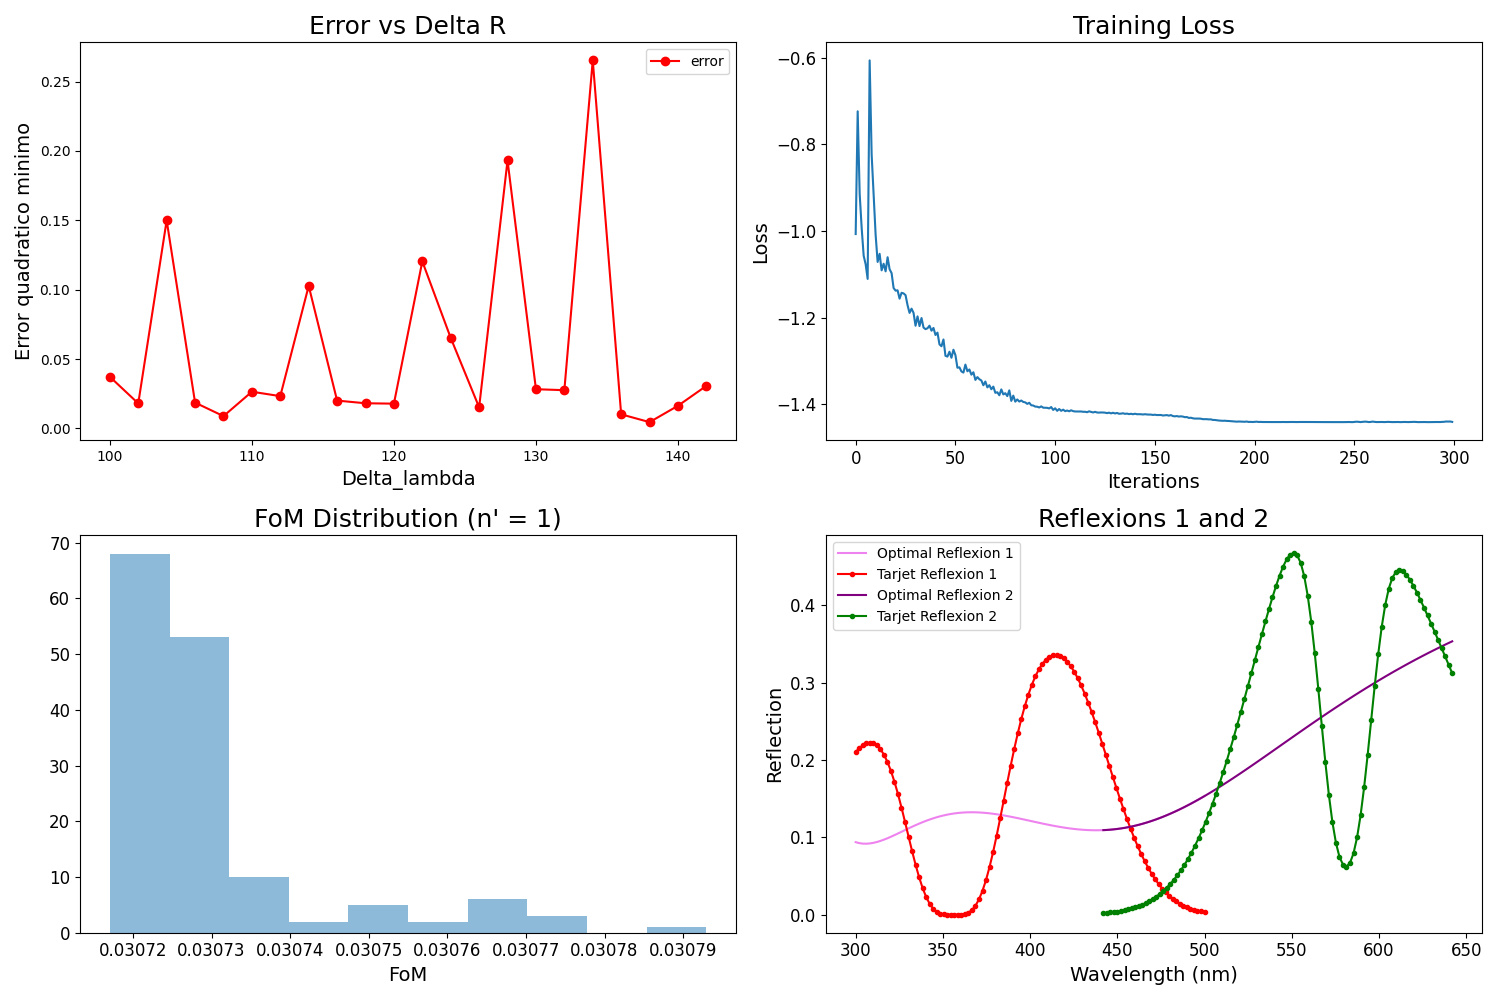 Error vs Delta R
error
Error quadratico minimo
0.25
0.20
0.15
0.10
0.05
0.00
100 110 120 130 140
Delta_lambda
Training Loss
Loss
−0.6
−0.8
−1.0
−1.2
−1.4
0 50 100 150 200 250 300
Iterations
FoM Distribution (n' = 1)
70
60
50
40
30
20
10
0
0.03072 0.03073 0.03074 0.03075 0.03076 0.03077 0.03078 0.03079
FoM
Reflexions 1 and 2
Optimal Reflexion 1
Tarjet Reflexion 1
Optimal Reflexion 2
Tarjet Reflexion 2
Reflection
0.4
0.3
0.2
0.1
0.0
300 350 400 450 500 550 600 650
Wavelength (nm)